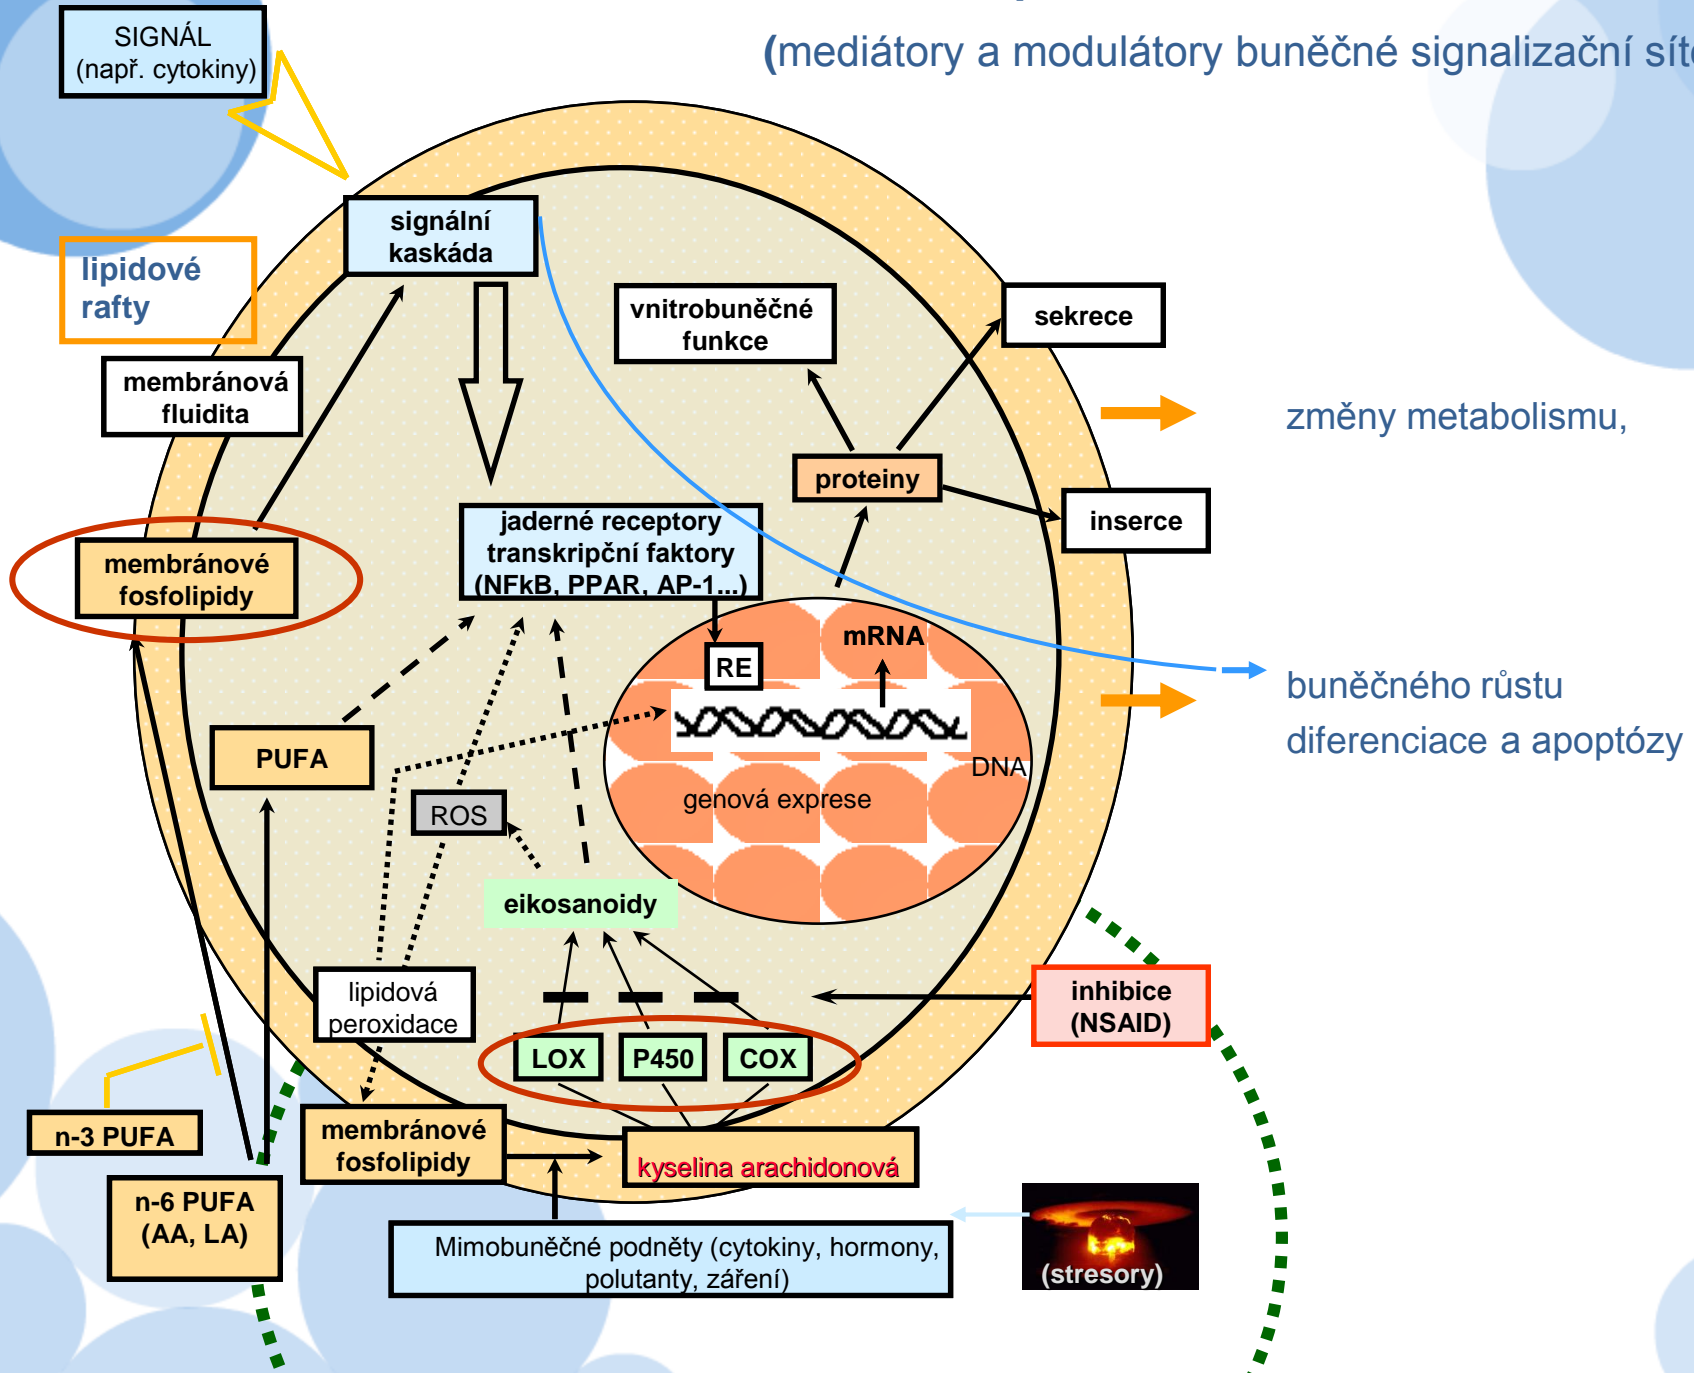 (mediátory a modulátory buněčné signalizační sítě
SIGNÁL
(např. cytokiny)
signální
kaskáda
lipidové
rafty
vnitrobuněčné
funkce
sekrece
membránová
fluidita
změny metabolismu,
proteiny
inserce
jaderné receptory
transkripční faktory
(NFkB, PPAR, AP-1...)
membránové
fosfolipidy
mRNA
RE
buněčného růstu
diferenciace a apoptózy
PUFA
DNA
genová exprese
ROS
eikosanoidy
lipidová
peroxidace
inhibice
(NSAID)
LOX
P450
COX
n-3 PUFA
membránové
fosfolipidy
kyselina arachidonová
n-6 PUFA
(AA, LA)
Mimobuněčné podněty (cytokiny, hormony,
polutanty, záření)
(stresory)